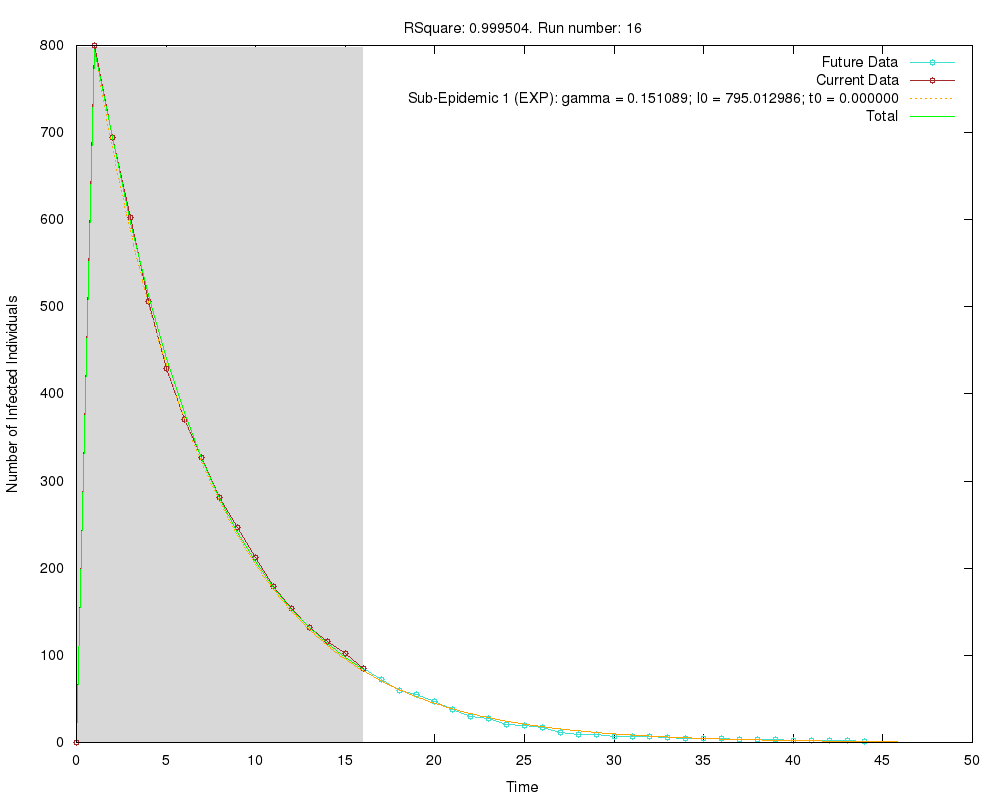 RSquare: 0.999504. Run number: 16
800
700
600
500
400
300
200
100
0
Number of Infected Individuals
Future Data
Current Data
Sub-Epidemic 1 (EXP): gamma = 0.151089; I0 = 795.012986; t0 = 0.000000
Total
0 5 10 15 20 25 30 35 40 45 50
Time